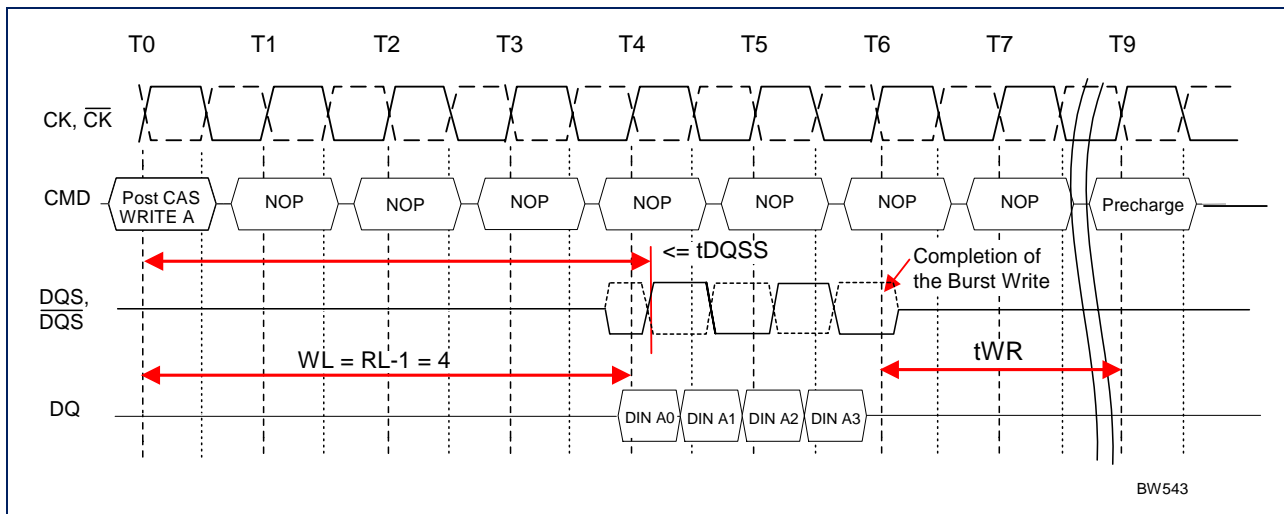 T0 T1 T2 T3 T4 T5 T6 T7 T9
CK, CK
CMD
Post CAS
WRITE A
NOP NOP NOP NOP NOP NOP NOP Precharge
<= tDQSS
Completion of
the Burst Write
DQS,
DQS
WL = RL-1 = 4
tWR
DQ
DIN A0 DIN A1 DIN A2 DIN A3
BW543